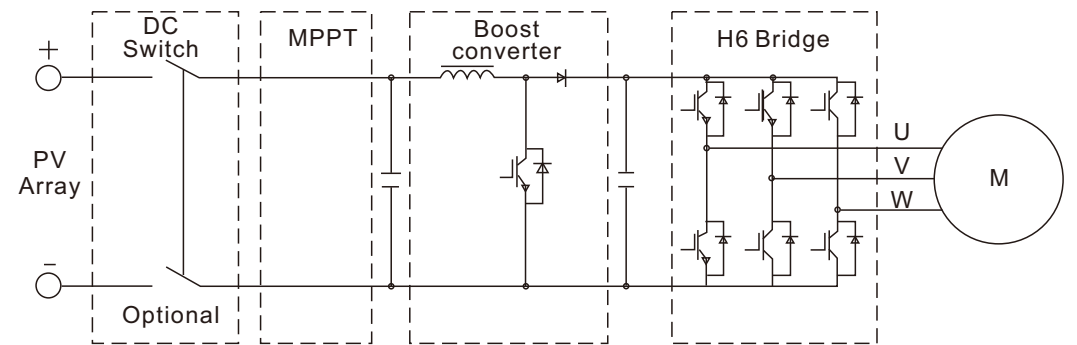 DC
Switch
MPPT
Boost
converter
H6 Bridge
+
PV
Array
U
V
W
M
−
Optional